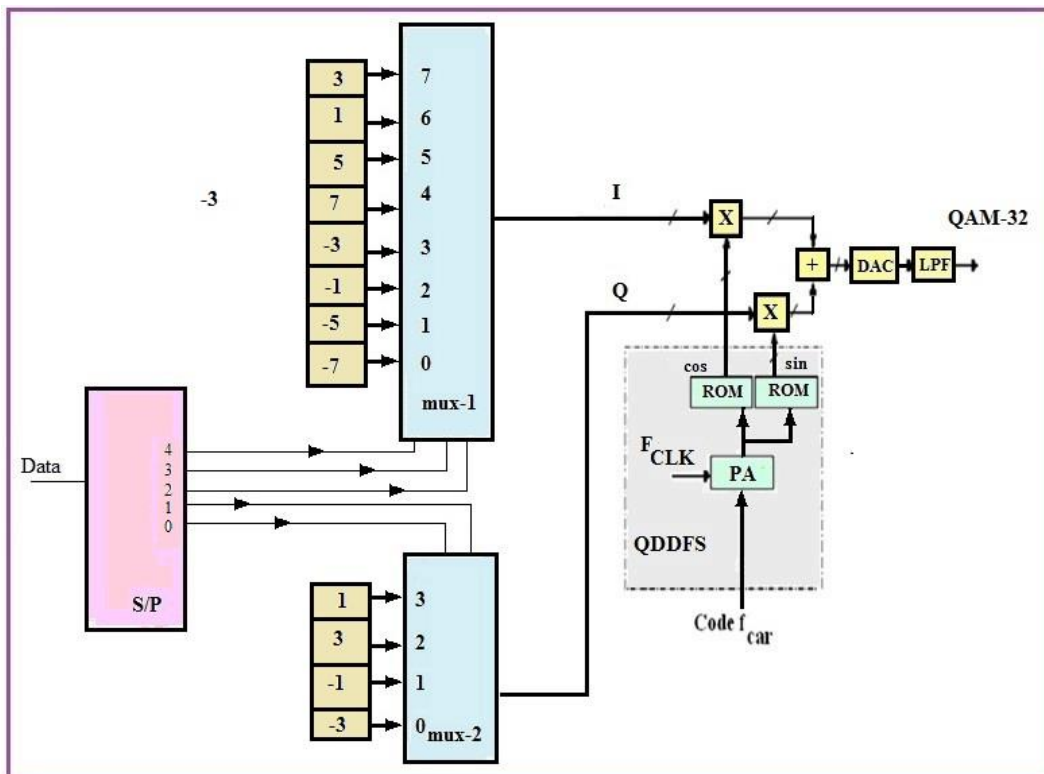 3
7
1
6
5
5
7
4
-3
-3
3
-1
2
-5
1
-7
0
mux-1
I
X
QAM-32
+
DAC
LPF
Q
X
cos
sin
ROM
ROM
F CLK
PA
QDDFS
Code f car
Data
4
3
2
1
0
S/P
1
3
3
2
-1
1
-3
0
mux-2